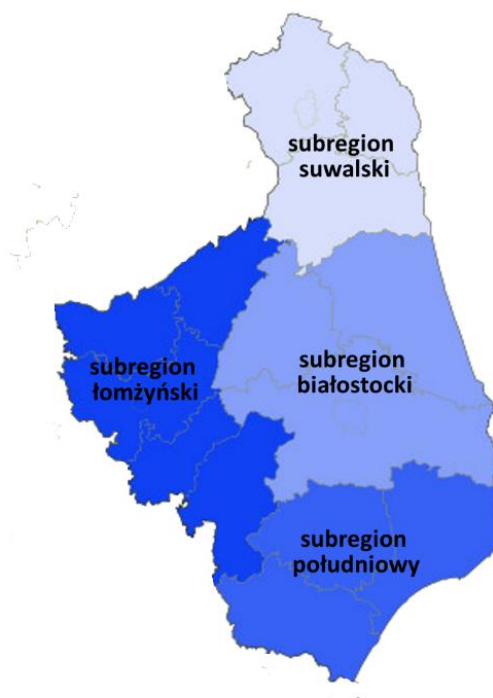 subregion
suwalski
subregion
białostocki
subregion
łomżyński
subregion
południowy